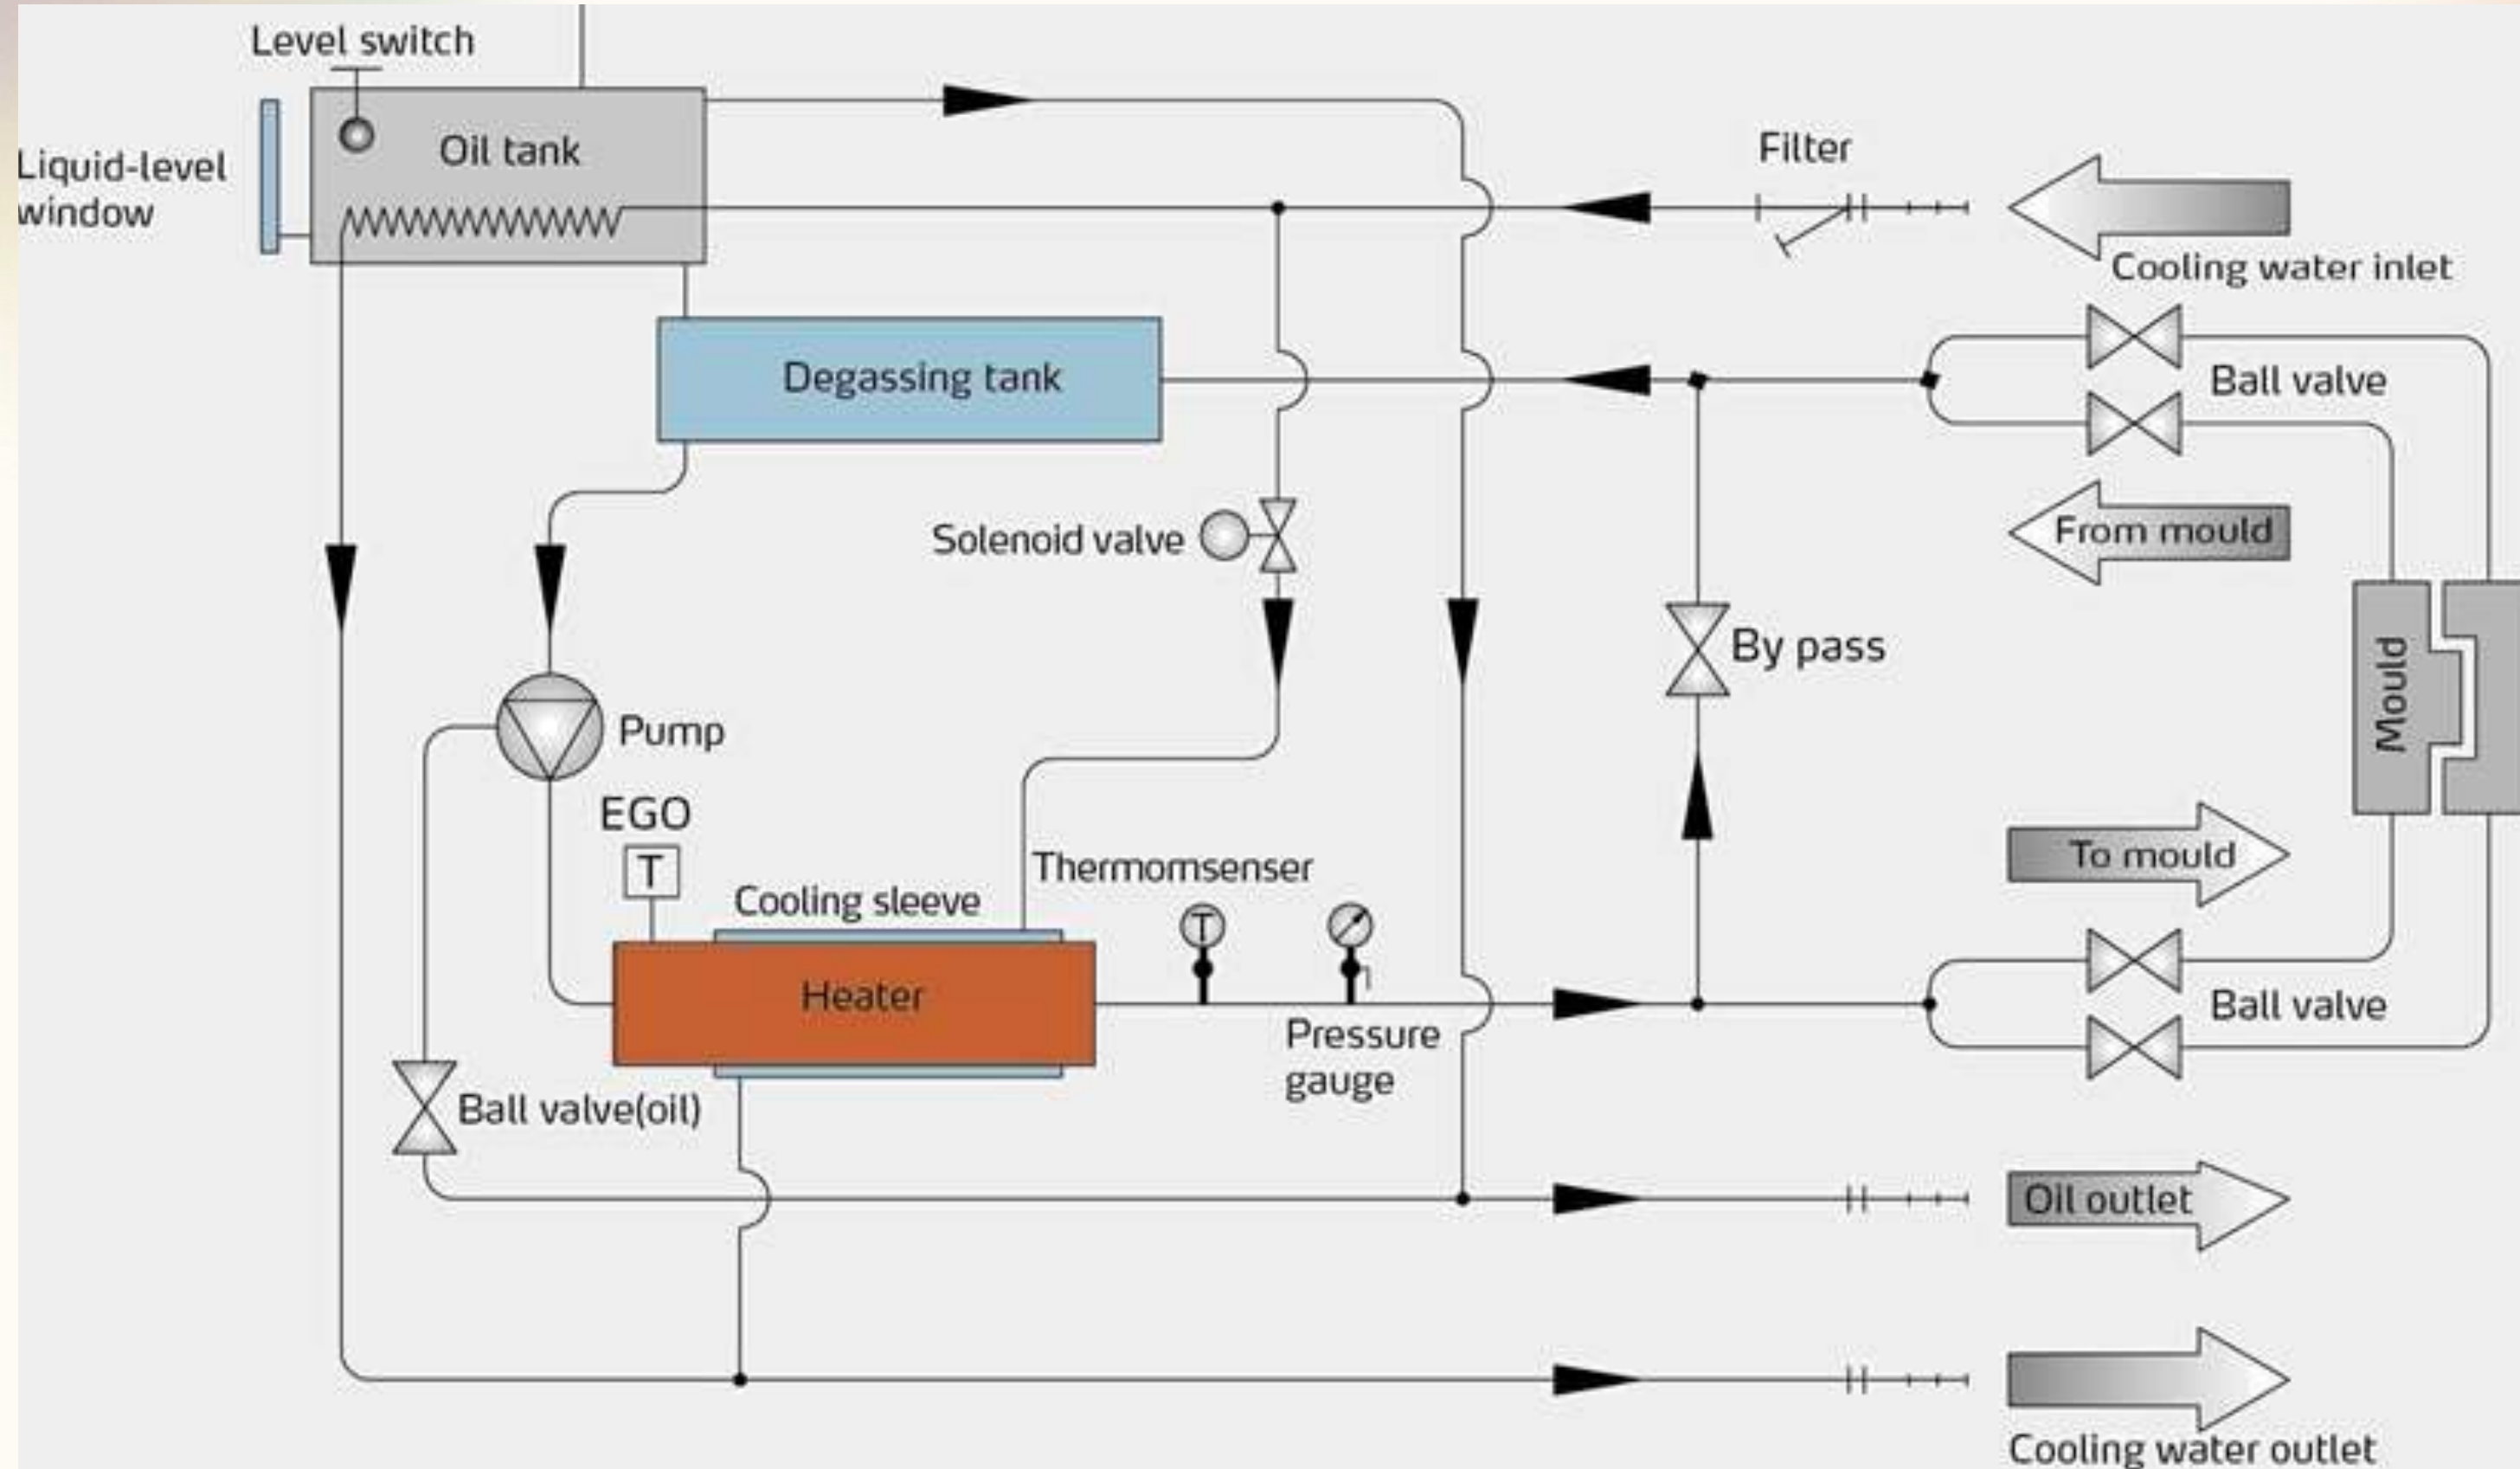 Level switch
Oil tank
Liquid-level
window
Filter
Cooling water inlet
Degassing tank
Ball valve
From mould
Solenoid valve
By pass
Mould
Pump
EGO
T
Thermomsenser
To mould
Cooling sleeve
T
Heater
Ball valve
Pressure
gauge
Ball valve(oil)
Oil outlet
Cooling water outlet